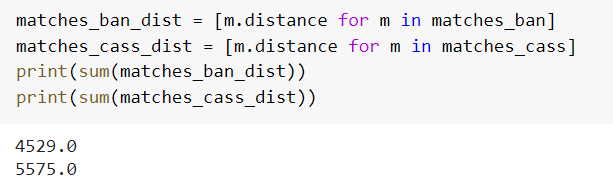 matches_ban_dist = [m.distance for m in matches_ban]
matches_cass_dist = [m.distance for m in matches_cass]
print(sum(matches_ban_dist))
print(sum(matches_cass_dist))
4529.0
5575.0